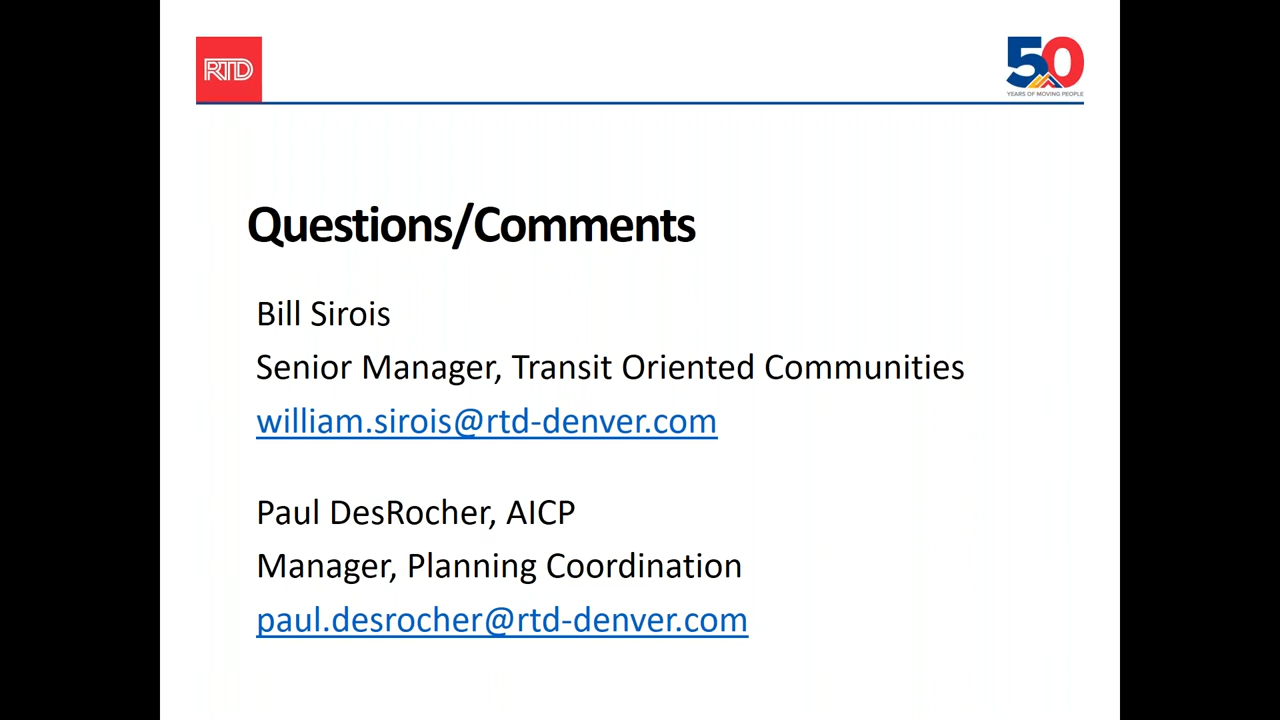 RTD
50
YEARS OF MOVING PEOPLE
Questions/Comments
Bill Sirois
Senior Manager, Transit Oriented Communities
william.sirois@rtd-denver.com
Paul DesRocher, AICP
Manager, Planning Coordination
paul.desrocher@rtd-denver.com